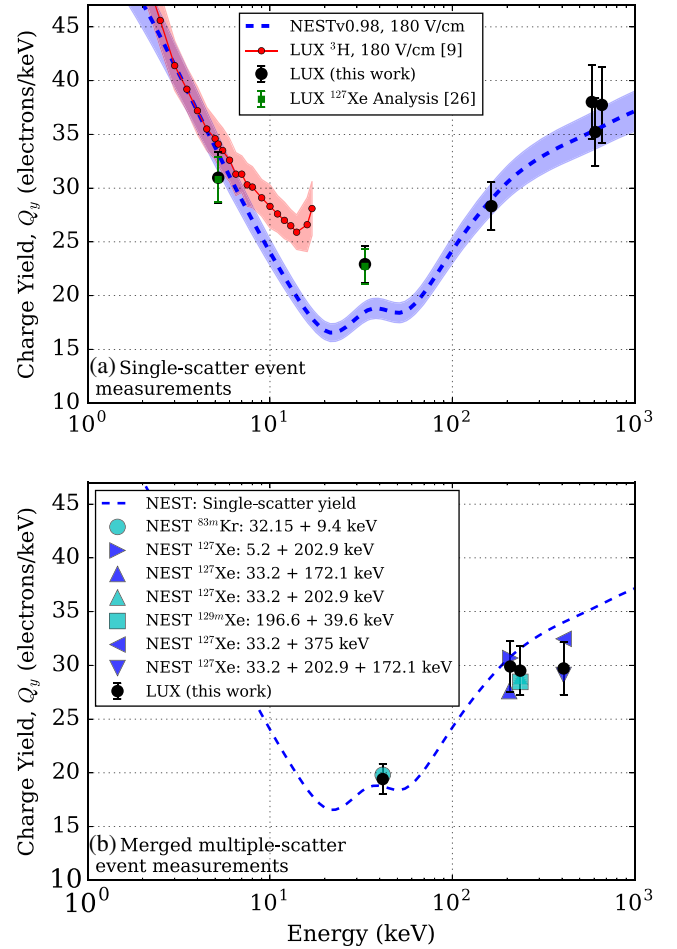 45
40
35
30
25
20
15
10
Charge Yield, Q_y (electrons/keV)
NESTv0.98, 180 V/cm
LUX ³H, 180 V/cm [9]
LUX (this work)
LUX ¹²⁷Xe Analysis [26]
(a) Single-scatter event
measurements
10⁰
10¹
10²
10³
45
40
35
30
25
20
15
10
Charge Yield, Q_y (electrons/keV)
NEST: Single-scatter yield
NEST ⁸³ᵐKr: 32.15 + 9.4 keV
NEST ¹²⁷Xe: 5.2 + 202.9 keV
NEST ¹²⁷Xe: 33.2 + 172.1 keV
NEST ¹²⁷Xe: 33.2 + 202.9 keV
NEST ¹²⁹ᵐXe: 196.6 + 39.6 keV
NEST ¹²⁷Xe: 33.2 + 375 keV
NEST ¹²⁷Xe: 33.2 + 202.9 + 172.1 keV
LUX (this work)
(b) Merged multiple-scatter
event measurements
10⁰
10¹
10²
10³
Energy (keV)